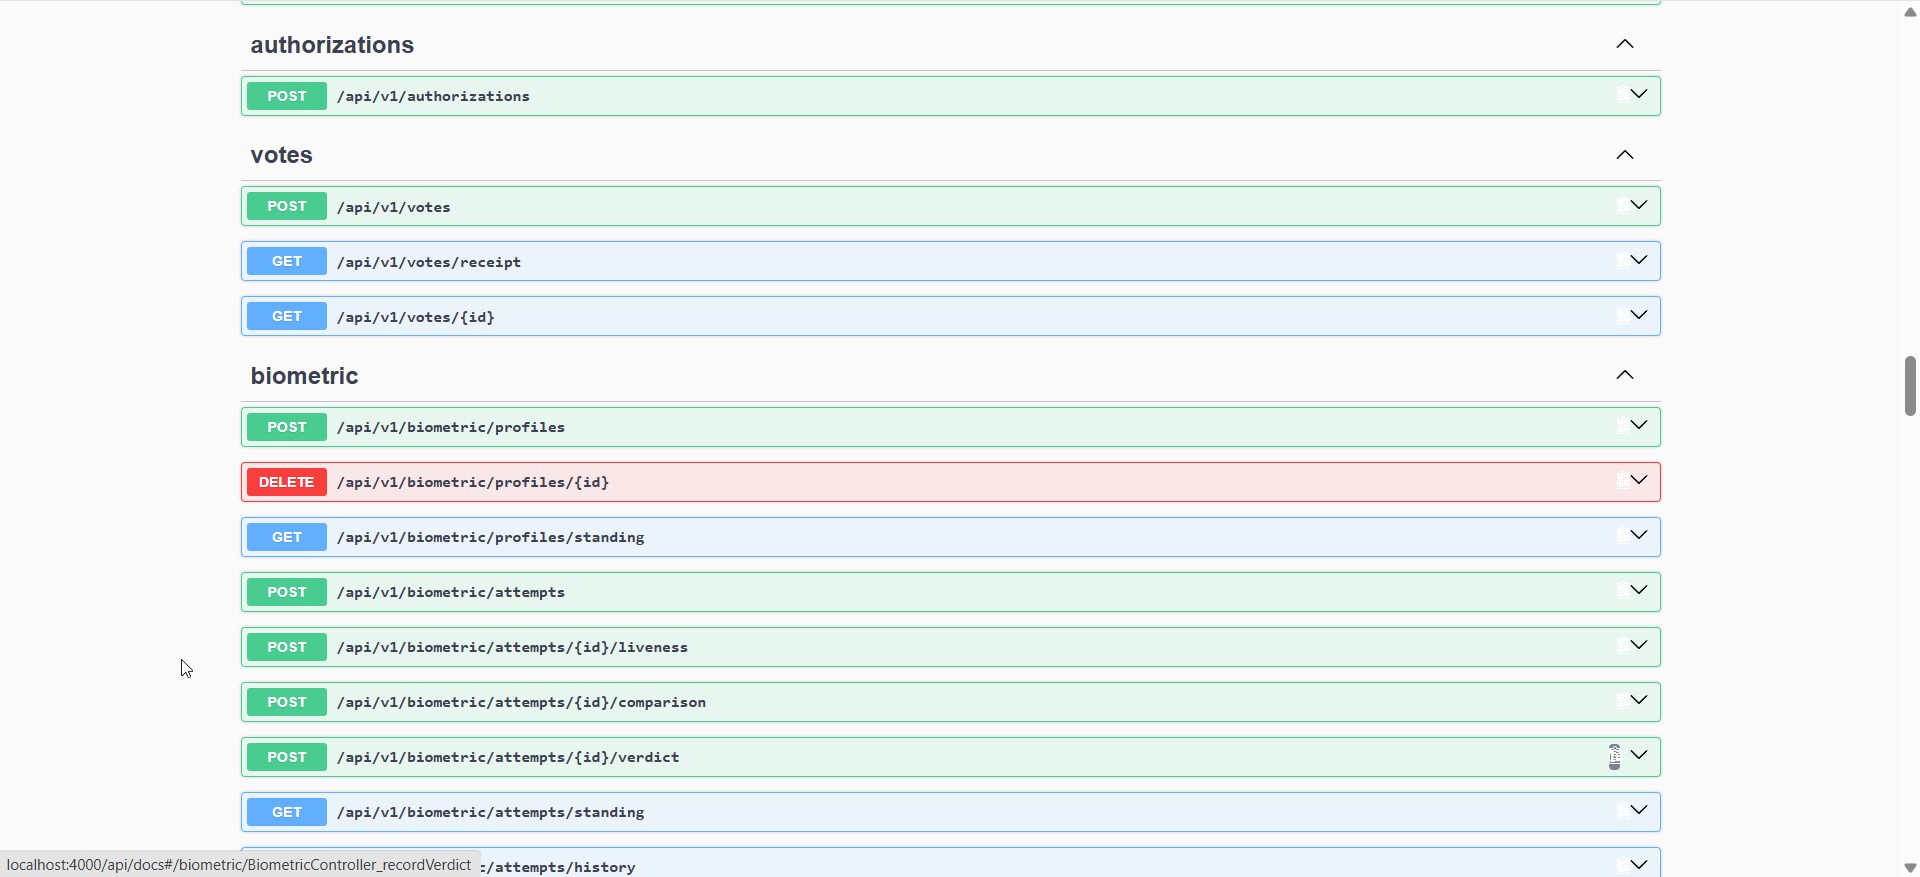 authorizations
POST /api/v1/authorizations
votes
POST /api/v1/votes
GET /api/v1/votes/receipt
GET /api/v1/votes/{id}
biometric
POST /api/v1/biometric/profiles
DELETE /api/v1/biometric/profiles/{id}
GET /api/v1/biometric/profiles/standing
POST /api/v1/biometric/attempts
POST /api/v1/biometric/attempts/{id}/liveness
POST /api/v1/biometric/attempts/{id}/comparison
POST /api/v1/biometric/attempts/{id}/verdict
GET /api/v1/biometric/attempts/standing
/attempts/history
localhost:4000/api/docs#/biometric/BiometricController_recordVerdict